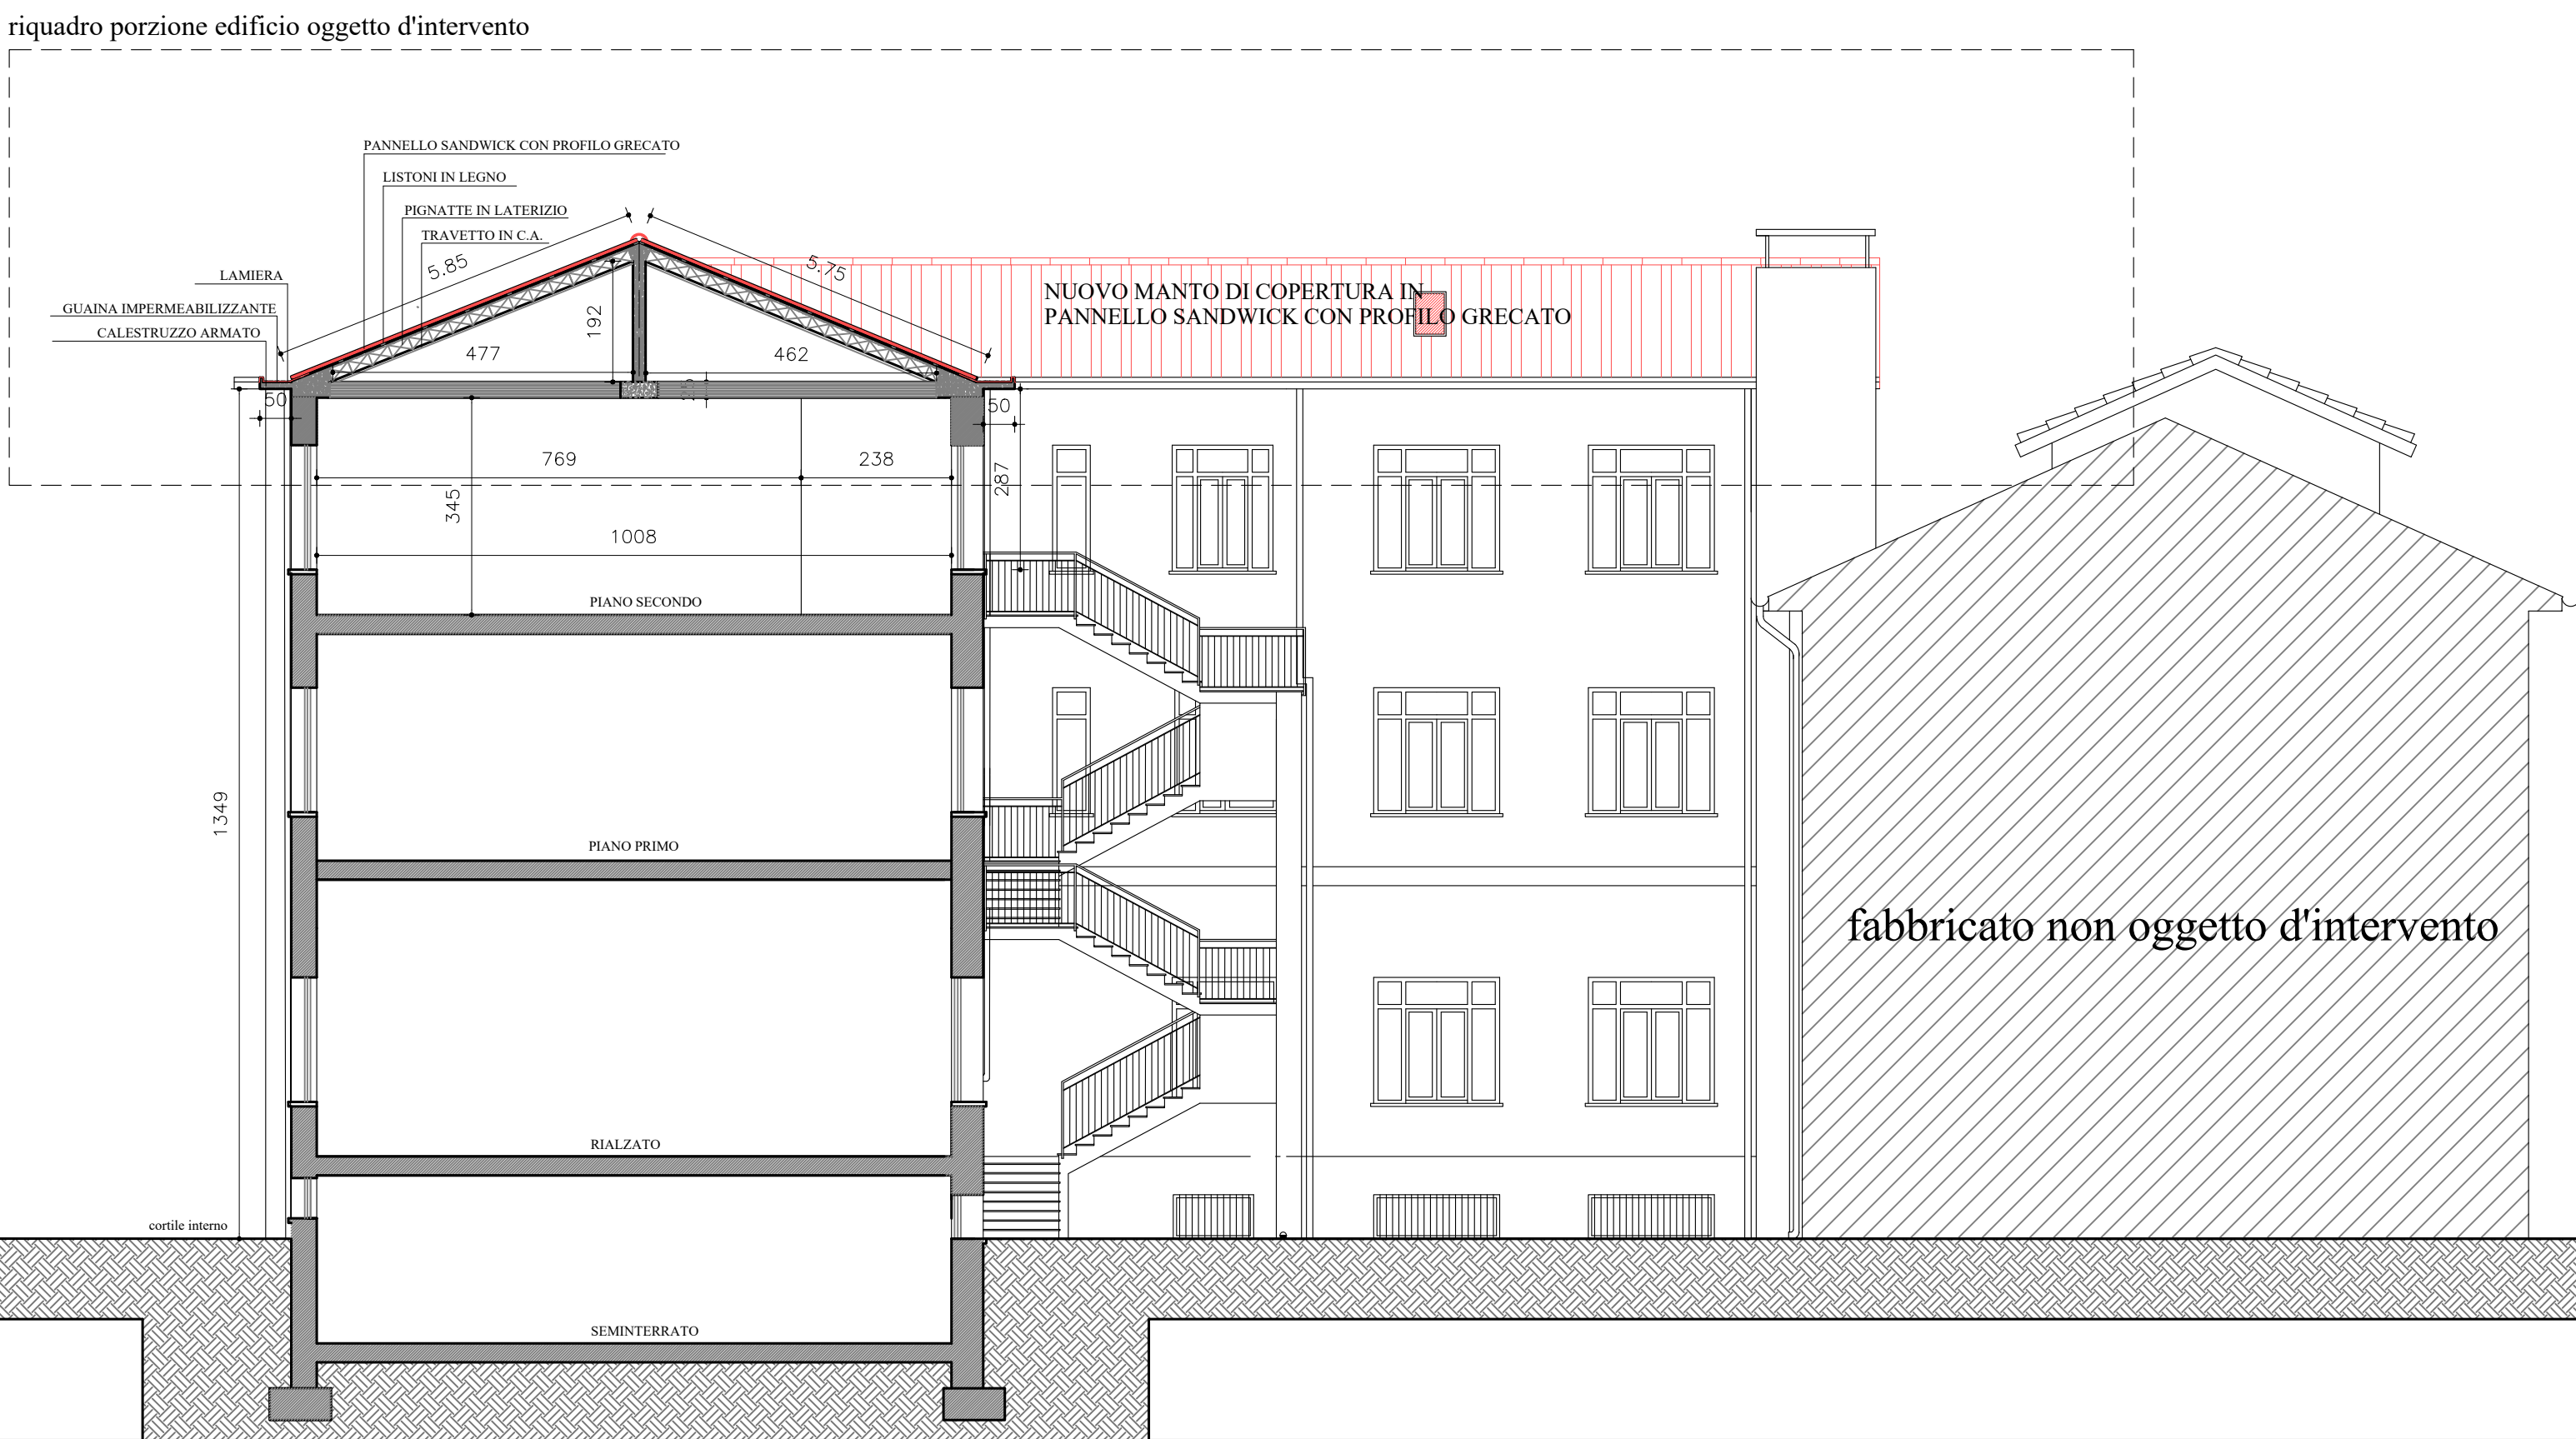 riquadro porzione edificio oggetto d'intervento
PANNELLO SANDWICK CON PROFILO GRECATO
LISTONI IN LEGNO
PIGNATTE IN LATERIZIO
TRAVETTO IN C.A.
LAMIERA
GUAINA IMPERMEABILIZZANTE
CALESTRUZZO ARMATO
5.85
5.75
NUOVO MANTO DI COPERTURA IN
PANNELLO SANDWICK CON PROFILO GRECATO
192
477
462
50
50
769
238
345
287
1008
PIANO SECONDO
1349
PIANO PRIMO
fabbricato non oggetto d'intervento
RIALZATO
cortile interno
SEMINTERRATO